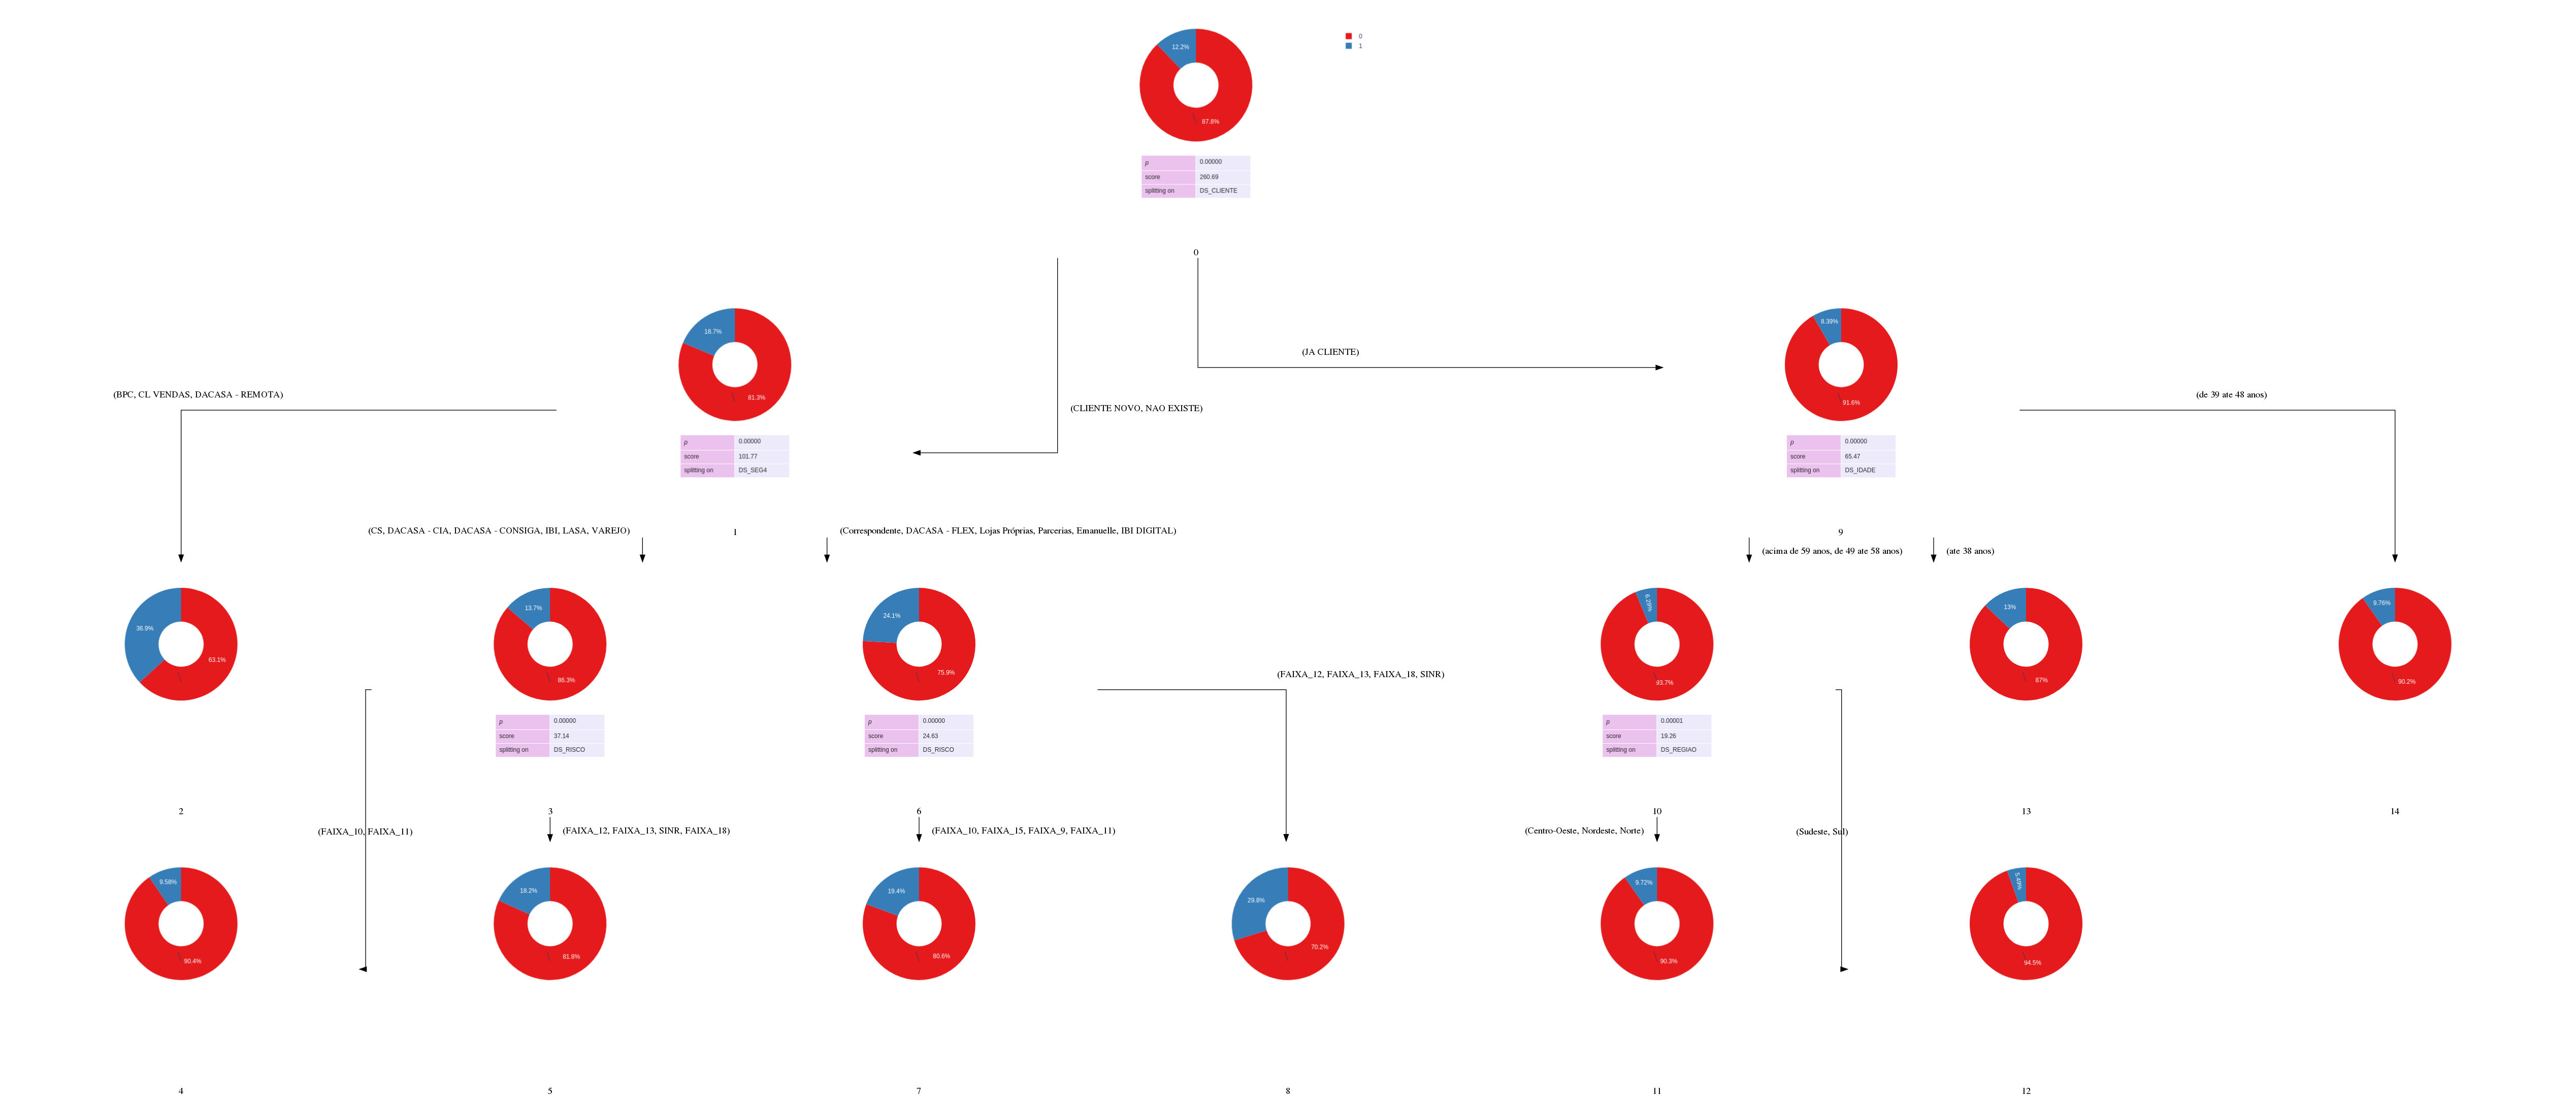 0
1
12.2%
87.8%
p 0.00000
score 260.69
splitting on DS_CLIENTE
0
(JA CLIENTE)
(CLIENTE NOVO, NAO EXISTE)
18.7%
81.3%
p 0.00000
score 101.77
splitting on DS_SEG4
1
8.39%
91.6%
p 0.00000
score 65.47
splitting on DS_IDADE
9
(BPC, CL VENDAS, DACASA - REMOTA)
(CS, DACASA - CIA, DACASA - CONSIGA, IBI, LASA, VAREJO)
(Correspondente, DACASA - FLEX, Lojas Próprias, Parcerias, Emanuelle, IBI DIGITAL)
(acima de 59 anos, de 49 ate 58 anos)
(ate 38 anos)
(de 39 ate 48 anos)
36.9%
63.1%
2
13.7%
86.3%
p 0.00000
score 37.14
splitting on DS_RISCO
3
24.1%
75.9%
p 0.00000
score 24.63
splitting on DS_RISCO
6
6.29%
93.7%
p 0.00001
score 19.26
splitting on DS_REGIAO
10
13%
87%
13
9.76%
90.2%
14
(FAIXA_10, FAIXA_11)
(FAIXA_12, FAIXA_13, SINR, FAIXA_18)
(FAIXA_10, FAIXA_15, FAIXA_9, FAIXA_11)
(FAIXA_12, FAIXA_13, FAIXA_18, SINR)
(Centro-Oeste, Nordeste, Norte)
(Sudeste, Sul)
9.58%
90.4%
4
18.2%
81.8%
5
19.4%
80.6%
7
29.8%
70.2%
8
9.72%
90.3%
11
5.49%
94.5%
12